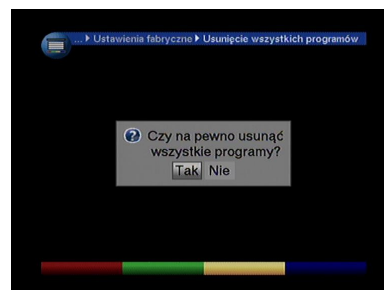 ... Ustawienia fabryczne Usunięcie wszystkich programów
Czy na pewno usunąć
wszystkie programy?
Tak Nie